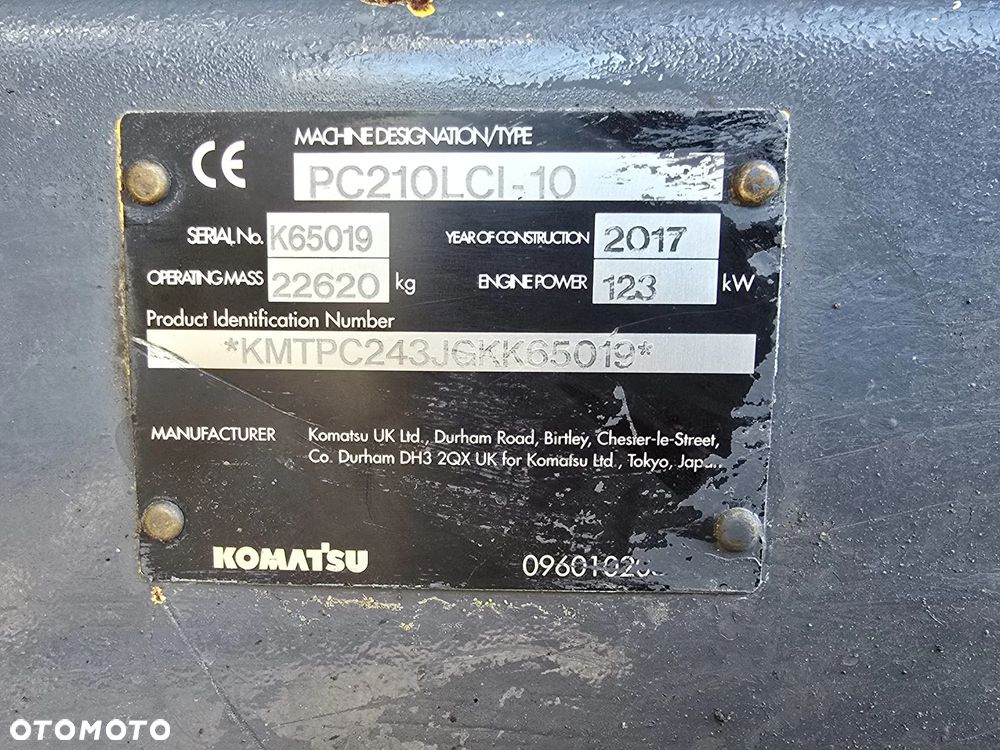 CE
MACHINE DESIGNATION/TYPE
PC210LCI-10
SERIAL No. K65019
YEAR OF CONSTRUCTION 2017
OPERATING MASS 22620 kg
ENGINE POWER 123 kW
Product Identification Number
*KMTPC243JGKK65019*
MANUFACTURER Komatsu UK Ltd., Durham Road, Birtley, Chester-le-Street,
Co. Durham DH3 2QX UK for Komatsu Ltd., Tokyo, Japan
KOMATSU
OTOMOTO